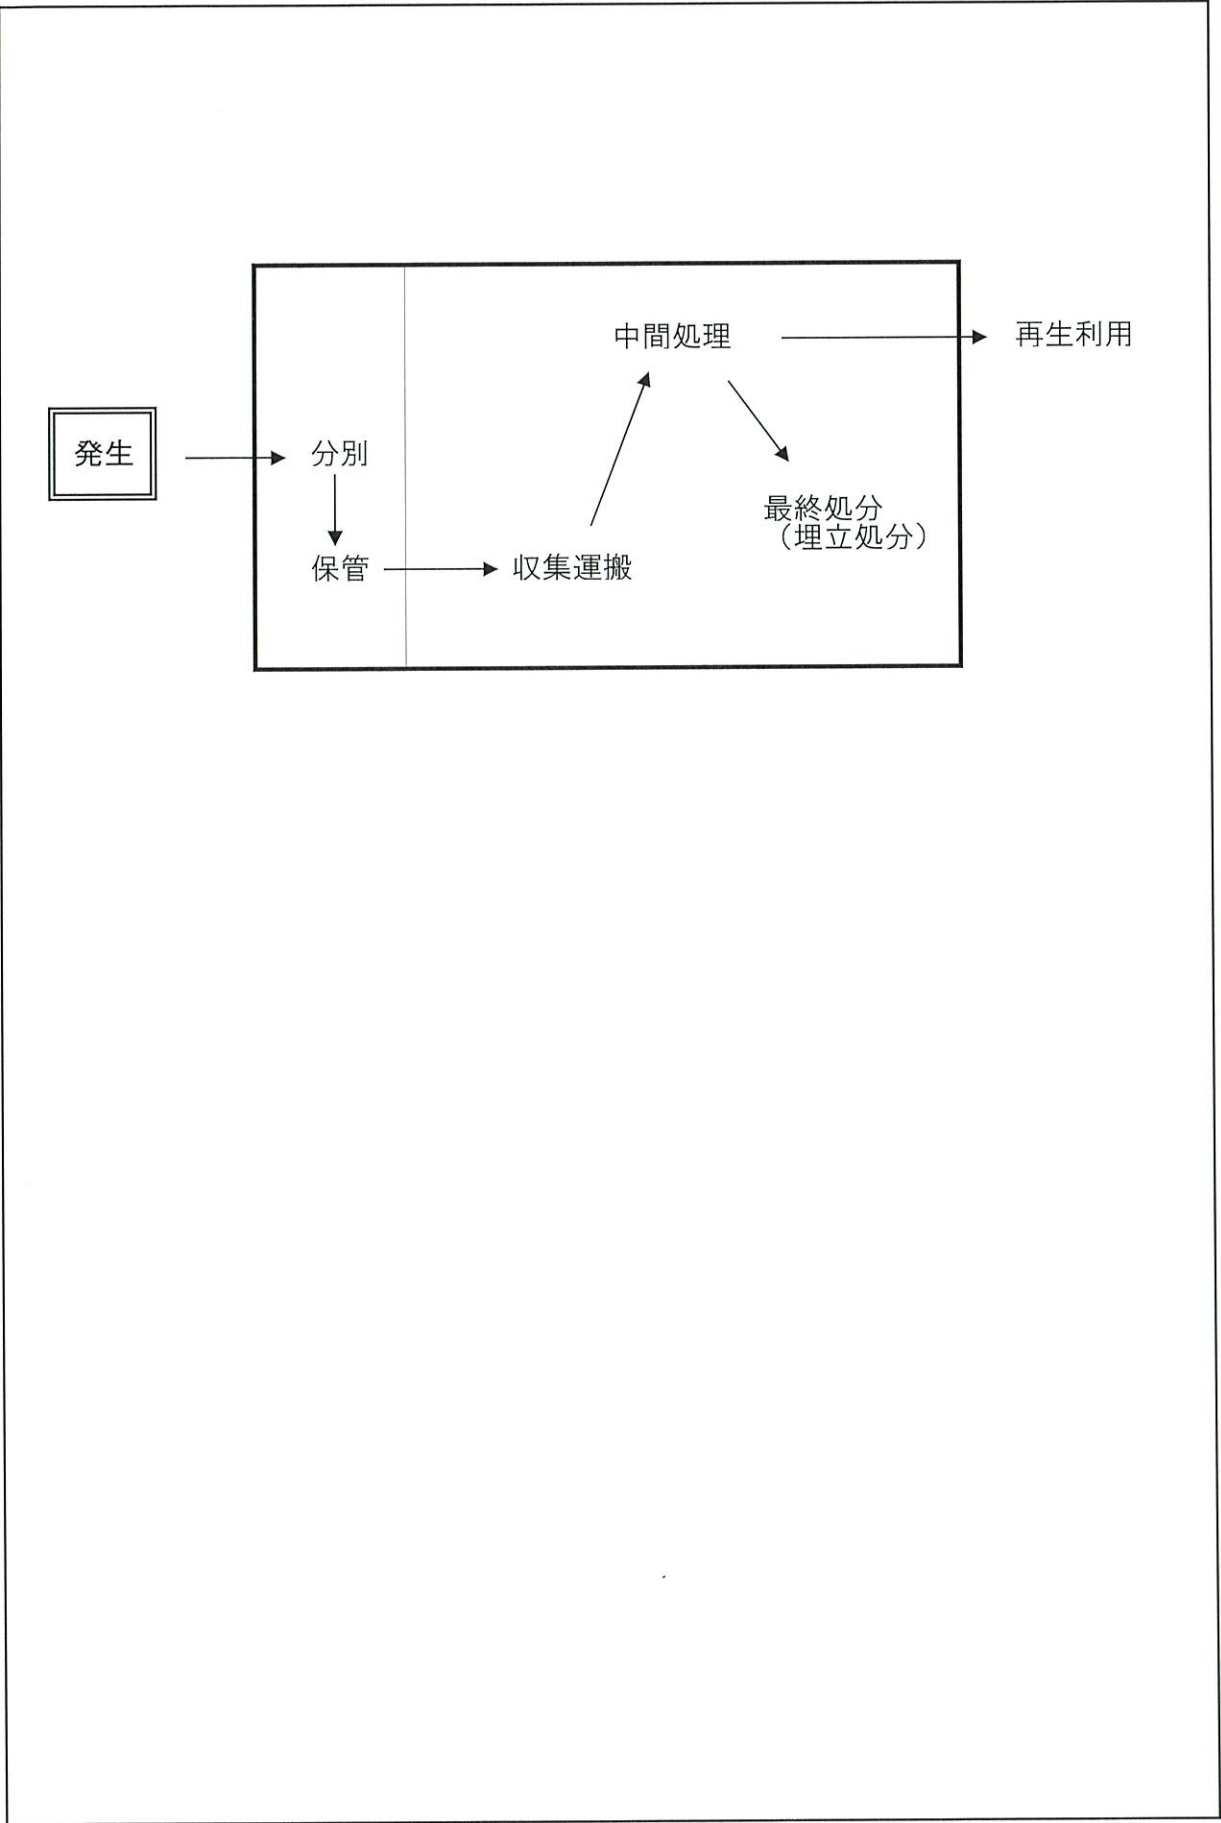 中間処理
再生利用
発生
分別
最終処分
（埋立処分）
保管
収集運搬